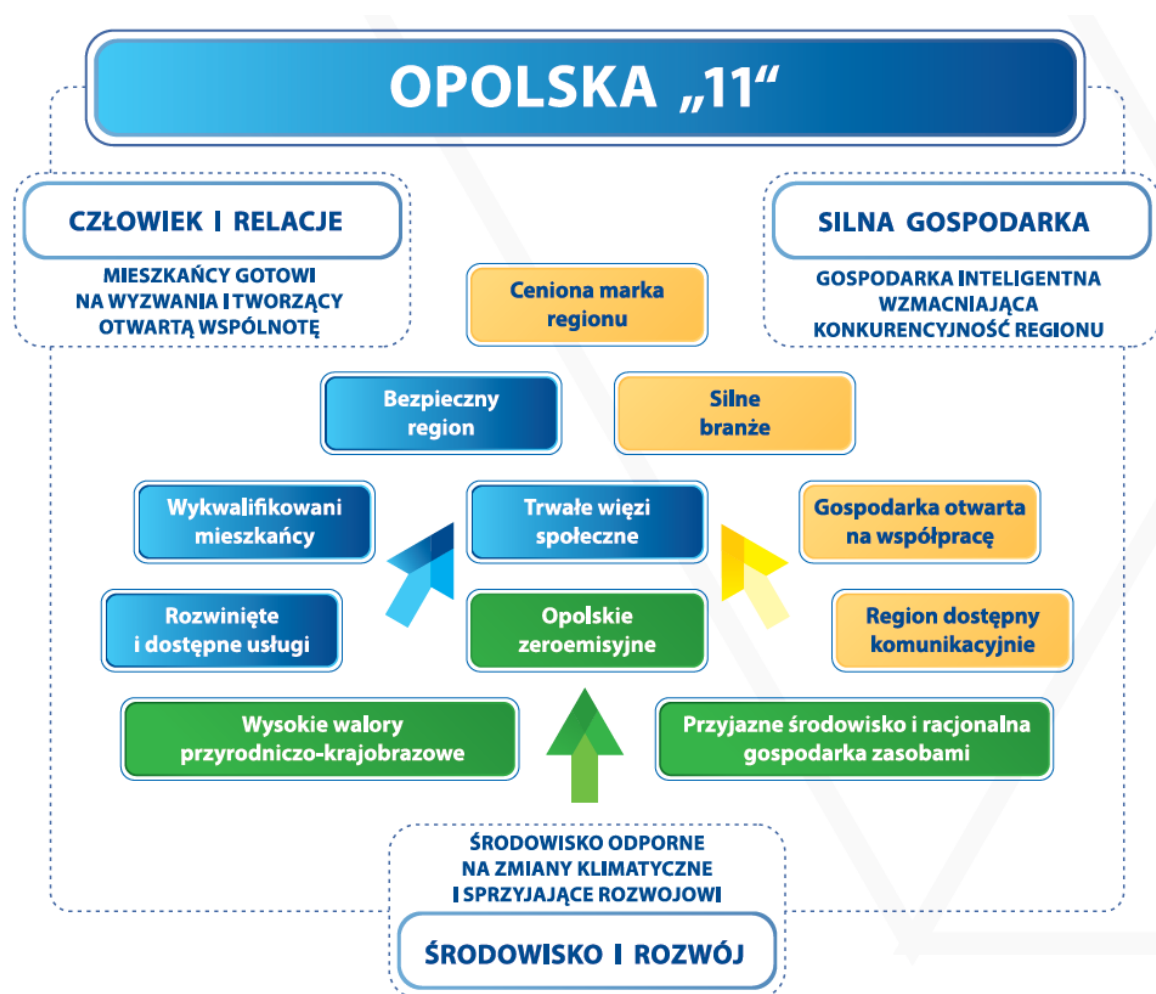 OPOLSKA „11“
CZŁOWIEK I RELACJE
MIESZKAŃCY GOTOWI
NA WYZWANIA I TWORZĄCY
OTWARTĄ WSPÓLNOTĘ
SILNA GOSPODARKA
GOSPODARKA INTELIGENTNA
WZMACNIAJĄCA
KONKURENCYJNOŚĆ REGIONU
Ceniona marka
regionu
Bezpieczny
region
Silne
branże
Wykwalifikowani
mieszkańcy
Trwałe więzi
społeczne
Gospodarka otwarta
na współpracę
Rozwinięte
i dostępne usługi
Opolskie
zeroemisyjne
Region dostępny
komunikacyjnie
Wysokie walory
przyrodniczo-krajobrazowe
Przyjazne środowisko i racjonalna
gospodarka zasobami
ŚRODOWISKO ODPORNE
NA ZMIANY KLIMATYCZNE
I SPRZYJAJĄCE ROZWOJOWI
ŚRODOWISKO I ROZWÓJ